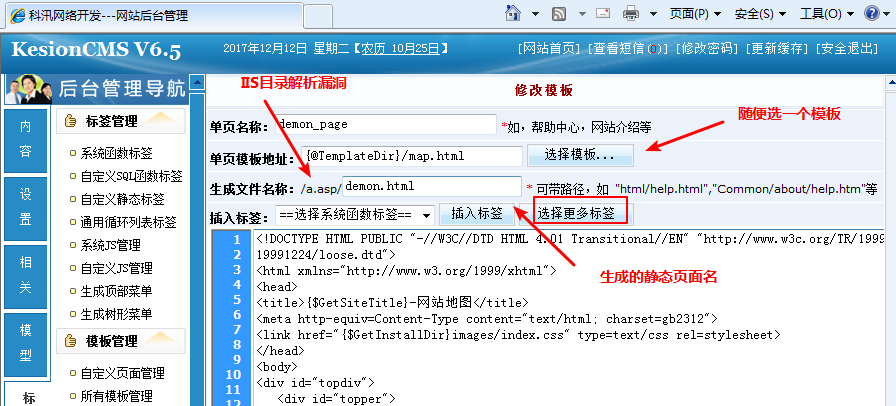 科汛网络开发---网站后台管理
页面(P)
安全(S)
工具(O)
KesionCMS V6.5
2017年12月12日 星期二【农历 10月25日】
[网站首页] [查看短信(0)] [修改密码] [更新缓存] [安全退出]
后台管理导航
内容
设置
相关
模型
标
标签管理
系统函数标签
自定义SQL函数标签
自定义静态标签
通用循环列表标签
系统JS管理
自定义JS管理
生成顶部菜单
生成树形菜单
模板管理
自定义页面管理
所有模板管理
IIS目录解析漏洞
修改模板
随便选一个模板
单页名称: demon_page *如，帮助中心，网站介绍等
单页模板地址: {@TemplateDir}/map.html 选择模板...
生成文件名称: /a.asp/ demon.html * 可带路径，如 "html/help.html","Common/about/help.htm"等
插入标签: ==选择系统函数标签== 插入标签 选择更多标签
生成的静态页面名
1 <!DOCTYPE HTML PUBLIC "-//W3C//DTD HTML 4.01 Transitional//EN" "http://www.w3c.org/TR/1999
2 19991224/loose.dtd">
3 <html xmlns="http://www.w3.org/1999/xhtml">
4 <head>
5 <title>{$GetSiteTitle}-网站地图</title>
6 <meta http-equiv=Content-Type content="text/html; charset=gb2312">
7 <link href="{$GetInstallDir}images/index.css" type=text/css rel=stylesheet>
8 </head>
9 <body>
10 <div id="topdiv">
11 <div id="topper">
12